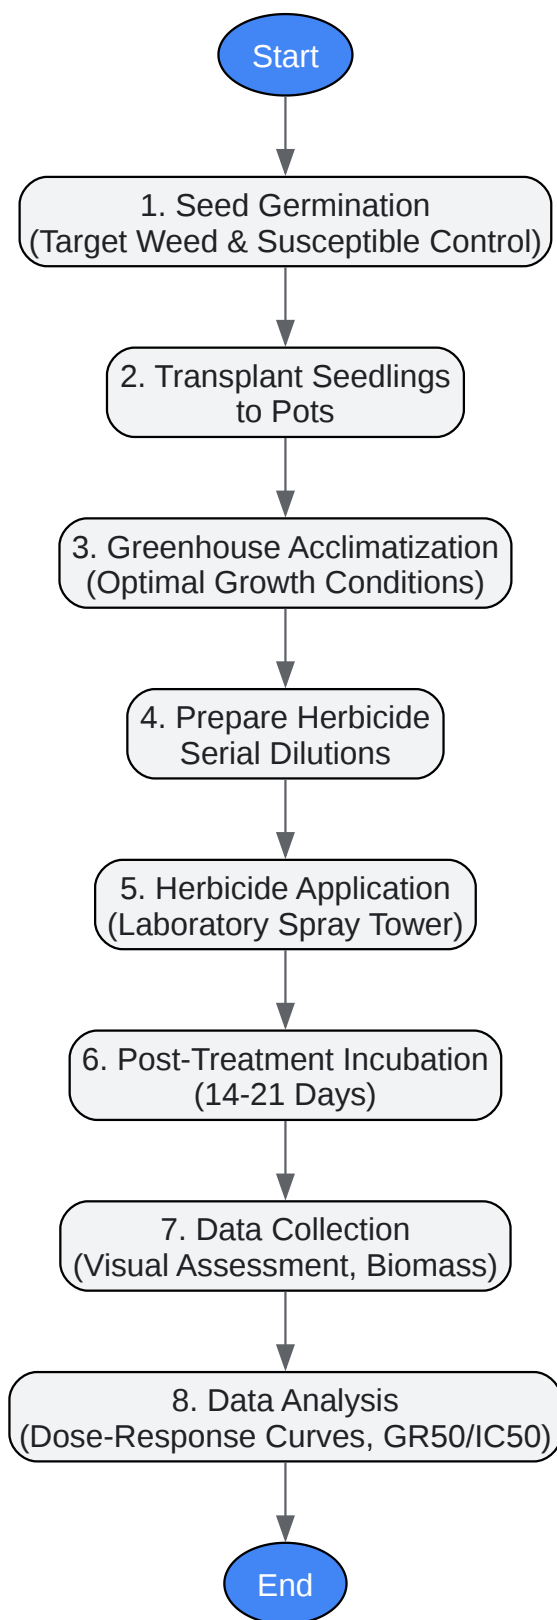 Start
1. Seed Germination
(Target Weed & Susceptible Control)
2. Transplant Seedlings
to Pots
3. Greenhouse Acclimatization
(Optimal Growth Conditions)
4. Prepare Herbicide
Serial Dilutions
5. Herbicide Application
(Laboratory Spray Tower)
6. Post-Treatment Incubation
(14-21 Days)
7. Data Collection
(Visual Assessment, Biomass)
8. Data Analysis
(Dose-Response Curves, GR50/IC50)
End